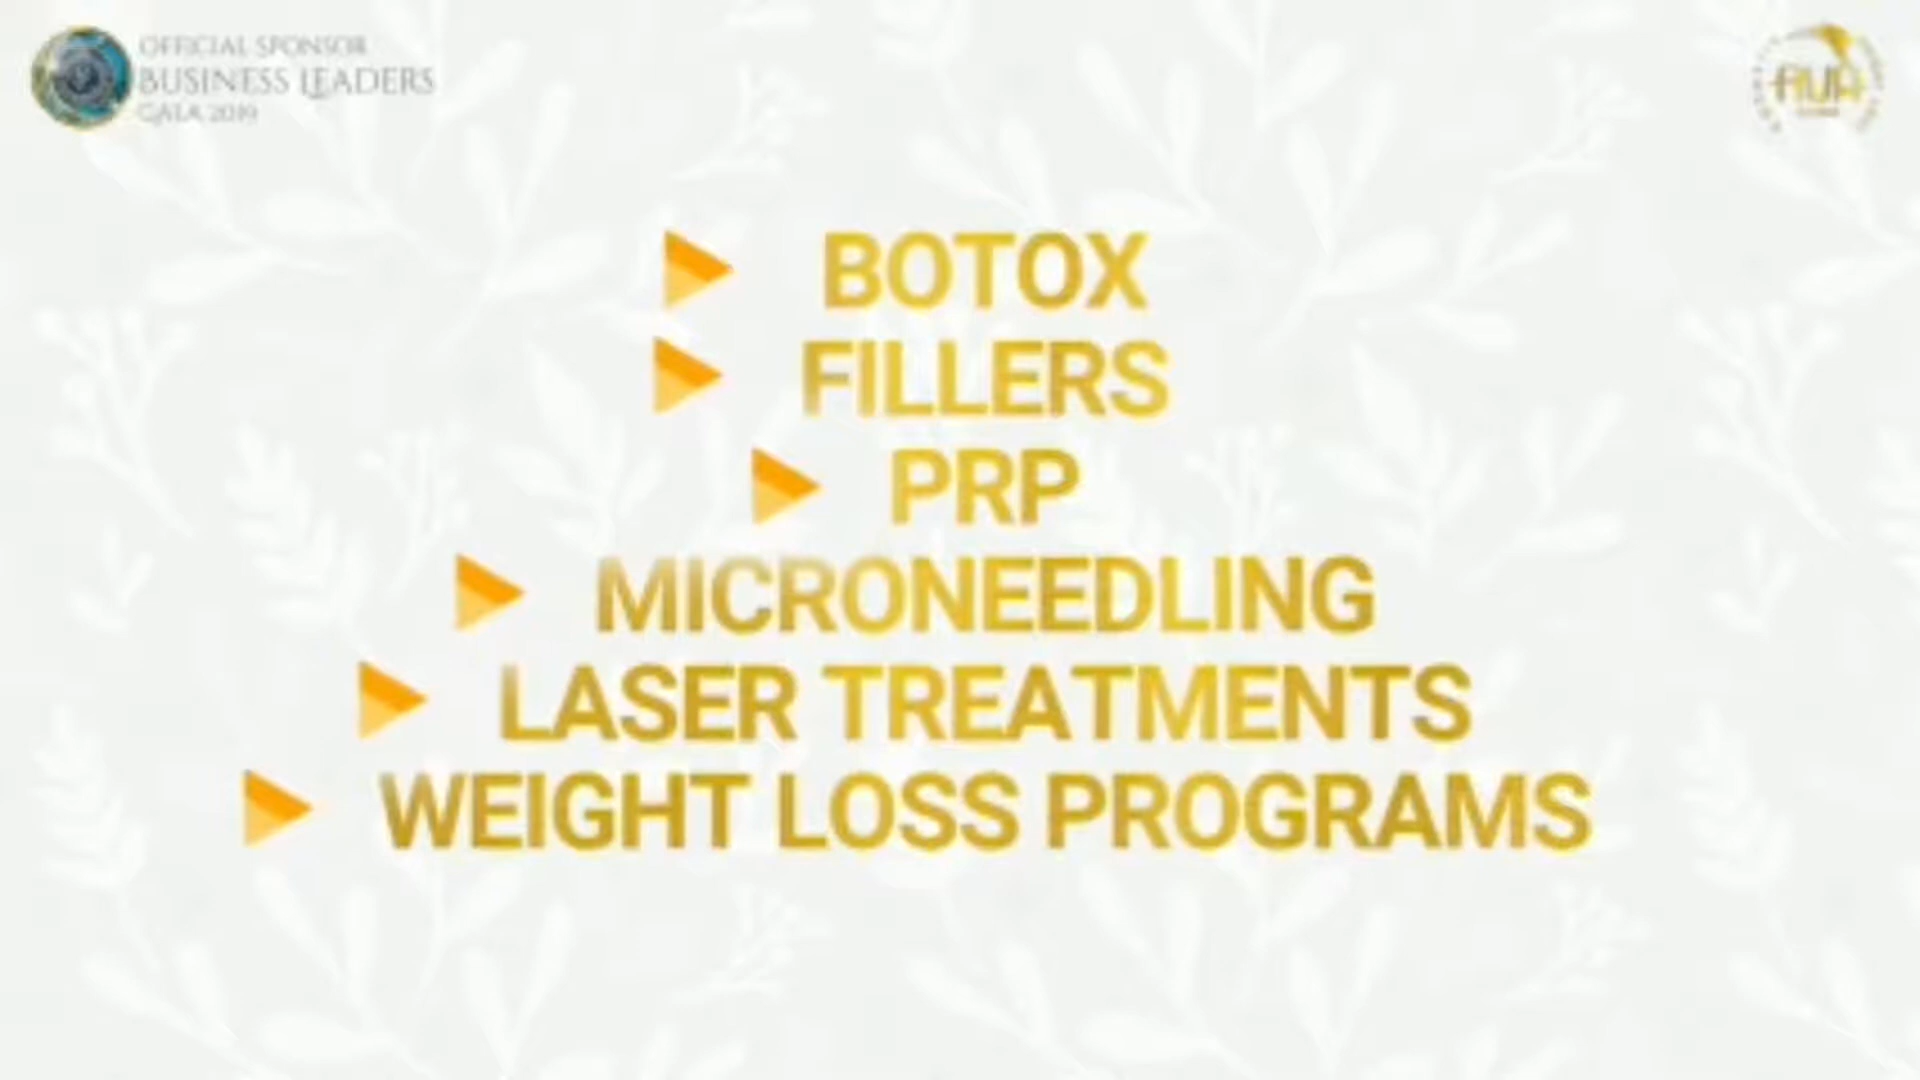 OFFICIAL SPONSOR
BUSINESS LEADERS
GALA 2019
BOTOX
FILLERS
PRP
MICRONEEDLING
LASER TREATMENTS
WEIGHT LOSS PROGRAMS